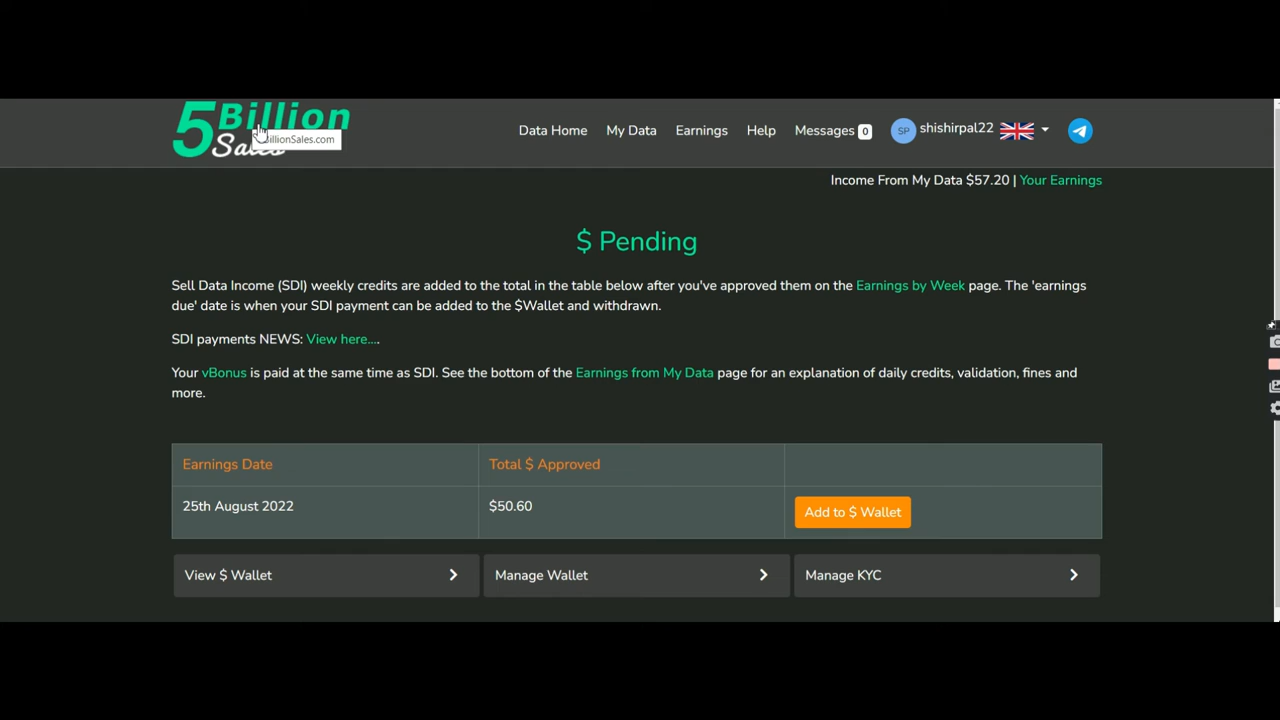 5 Billion
Sales
BillionSales.com
Data Home My Data Earnings Help Messages 0 SP shishirpal22
Income From My Data $57.20 | Your Earnings
$ Pending
Sell Data Income (SDI) weekly credits are added to the total in the table below after you've approved them on the Earnings by Week page. The 'earnings
due' date is when your SDI payment can be added to the $Wallet and withdrawn.
SDI payments NEWS: View here....
Your vBonus is paid at the same time as SDI. See the bottom of the Earnings from My Data page for an explanation of daily credits, validation, fines and
more.
Earnings Date Total $ Approved
25th August 2022 $50.60 Add to $ Wallet
View $ Wallet Manage Wallet Manage KYC